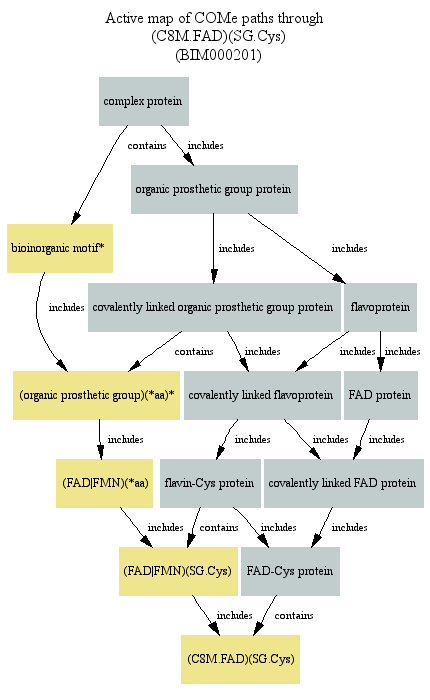 Active map of COMe paths through
(C8M.FAD)(SG.Cys)
(BIM000201)
complex protein
contains
includes
organic prosthetic group protein
bioinorganic motif*
includes
includes
includes
covalently linked organic prosthetic group protein
flavoprotein
contains
includes
includes
includes
(organic prosthetic group)(*aa)*
covalently linked flavoprotein
FAD protein
includes
includes
includes
includes
(FAD|FMN)(*aa)
flavin-Cys protein
covalently linked FAD protein
includes
contains
includes
includes
(FAD|FMN)(SG.Cys)
FAD-Cys protein
includes
contains
(C8M.FAD)(SG.Cys)